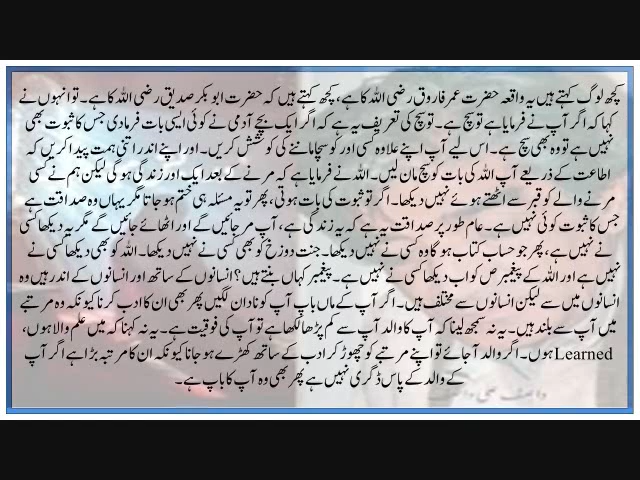 کچھ لوگ کہتے ہیں یہ واقعہ حضرت عمر فاروق رضی اللہ کا ہے، کچھ کہتے ہیں کہ حضرت ابوبکر صدیق رضی اللہ کا ہے۔ تو انہوں نے
کہا کہ اگر آپ نے فرمایا ہے تو سچ ہے۔ تو سچ کی تعریف یہ ہے کہ اگر ایک سچے آدمی نے کوئی ایسی بات فرمادی جس کا ثبوت بھی
نہیں ہے تو وہ بھی سچ ہے۔ اس لیے آپ اپنے علاوہ کسی اور کو سچا ماننے کی کوشش کریں۔ اور اپنے اندر اتنی ہمت پیدا کریں کہ
اطاعت کے ذریعے آپ اللہ کی بات کو سچ مان لیں۔ اللہ نے فرمایا ہے کہ مرنے کے بعد ایک اور زندگی ہوگی لیکن ہم نے کسی
مرنے والے کو قبر سے اٹھتے ہوئے نہیں دیکھا۔ اگر تو ثبوت کی بات ہوتی، پھر تو یہ مسئلہ ہی ختم ہوجاتا مگر یہاں وہ صداقت ہے
جس کا ثبوت کوئی نہیں ہے۔ عام طور پر صداقت یہ ہے کہ یہ زندگی ہے، آپ مرجائیں گے اور اٹھائے جائیں گے مگر یہ دیکھا کسی
نے نہیں ہے، پھر جو حساب کتاب ہوگا وہ کسی نے نہیں دیکھا۔ جنت دوزخ کو بھی کسی نے نہیں دیکھا۔ اللہ کو بھی دیکھا کسی نے
نہیں ہے اور اللہ کے پیغمبر ص کو اب دیکھا کسی نے نہیں ہے۔ پیغمبر کہاں بنتے ہیں؟ انسانوں کے ساتھ اور انسانوں کے اندر ہیں وہ
انسانوں میں سے لیکن انسانوں سے مختلف ہیں۔ اگر آپ کے ماں باپ آپ کو نادان لگیں پھر بھی ان کا ادب کرنا کیونکہ وہ مرتبے
میں آپ سے بلند ہیں۔ یہ نہ سمجھ لینا کہ آپ کا والد آپ سے کم پڑھا لکھا ہے تو آپ کی فوقیت ہے۔ یہ نہ کہنا کہ میں علم والا ہوں،
Learned ہوں۔ اگر والد آجائے تو اپنے مرتبے کو چھوڑ کر ادب کے ساتھ کھڑے ہوجانا کیونکہ ان کا مرتبہ بڑا ہے اگر آپ
کے والد کے پاس ڈگری نہیں ہے پھر بھی وہ آپ کا باپ ہے۔
واصف علی واصف